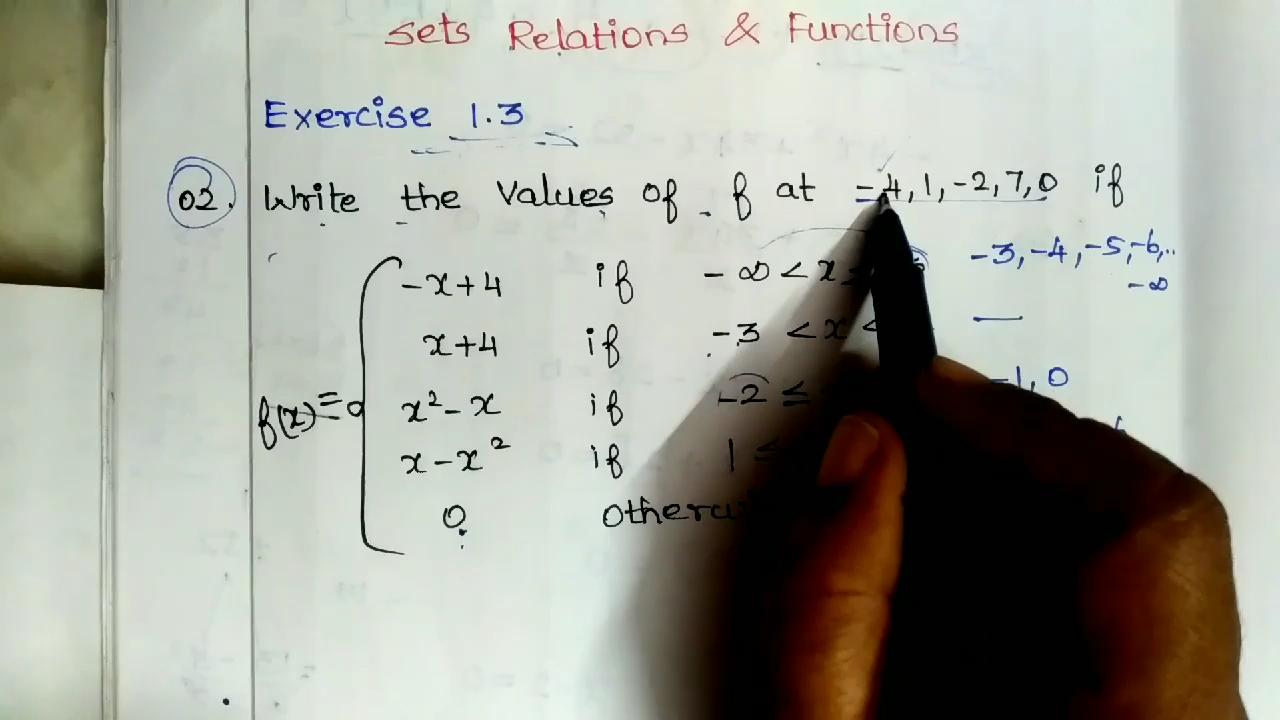 Sets Relations & Functions
Exercise 1.3
02. Write the Values of f at -4, 1, -2, 7, 0 if
-x+4 if -∞ < x ≤ -3, -4, -5, -6,..
-∞
x+4 if -3 < x <
f(x) = x² - x if -2 ≤ -1, 0
x - x² if 1 ≤
0